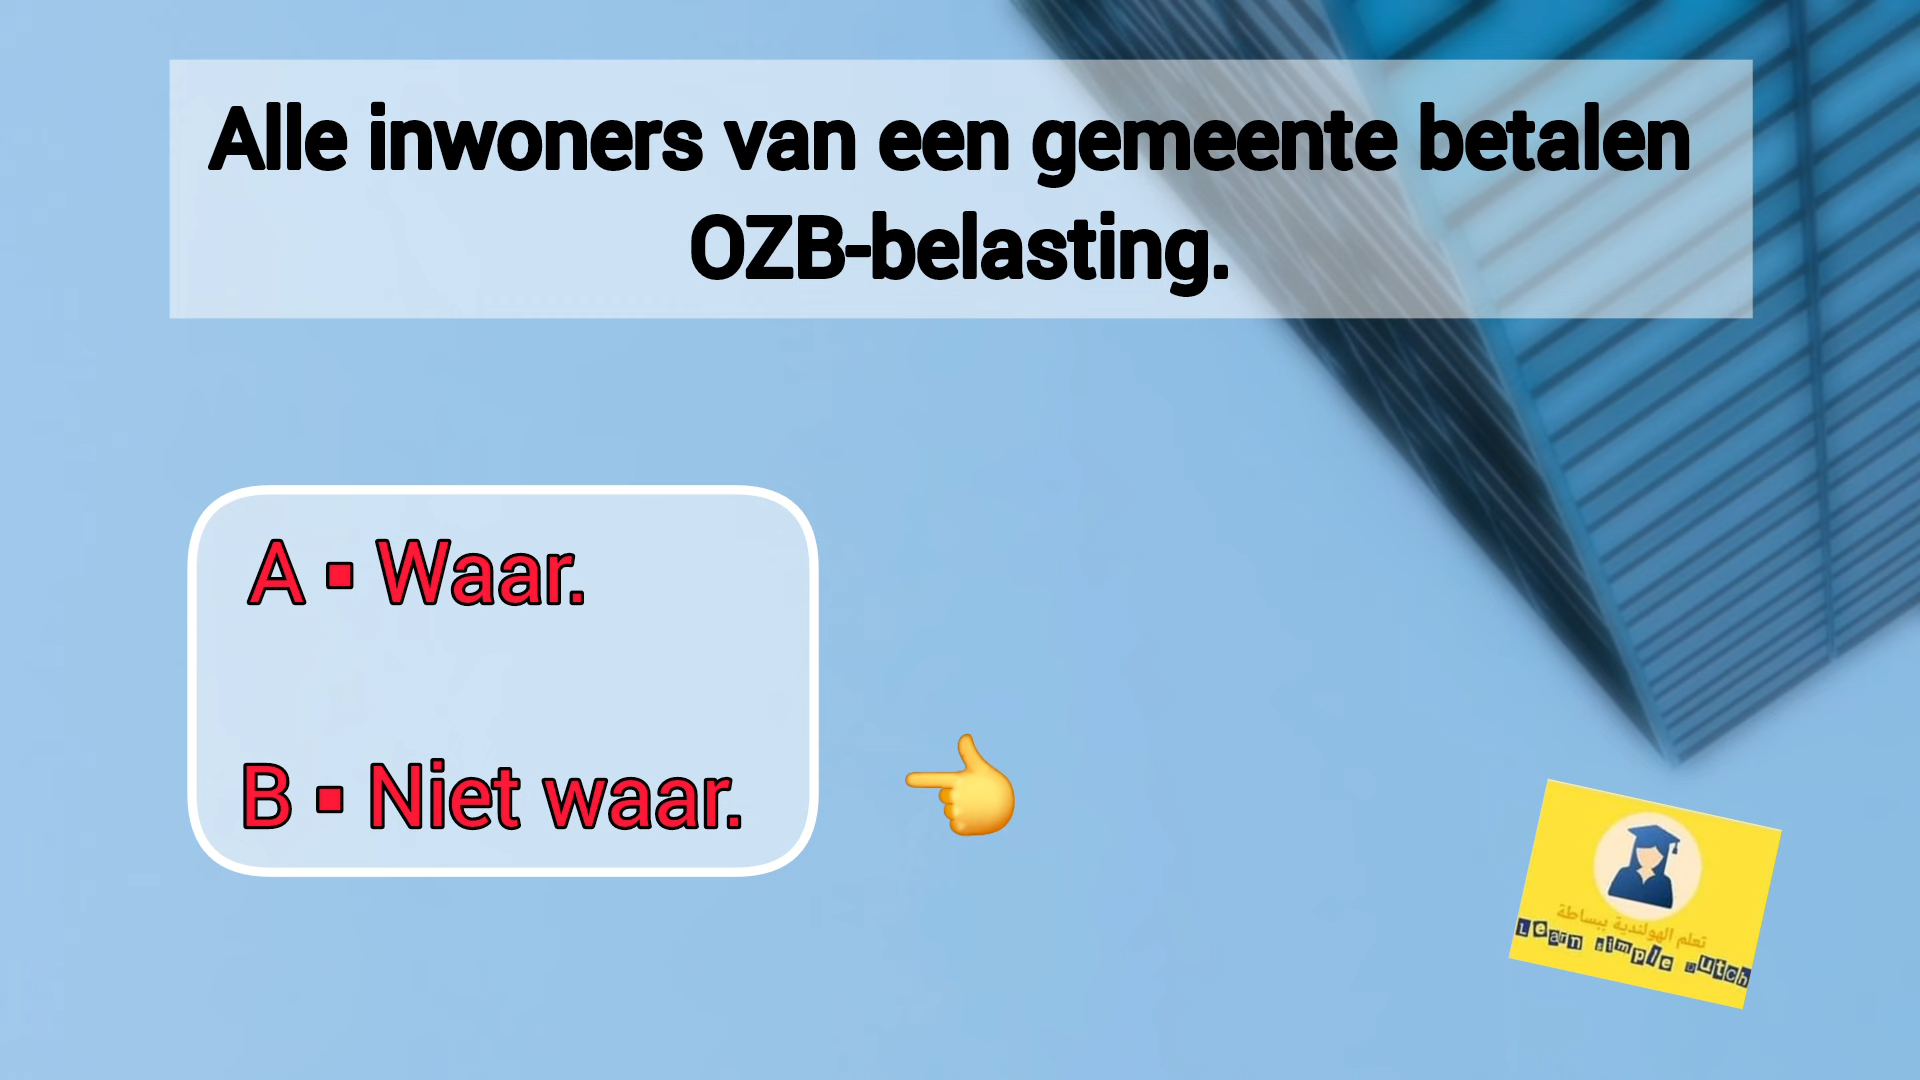 Alle inwoners van een gemeente betalen
OZB-belasting.
A ▪ Waar.
B ▪ Niet waar.
تعلم الهولندية ببساطة
Learn simple Dutch